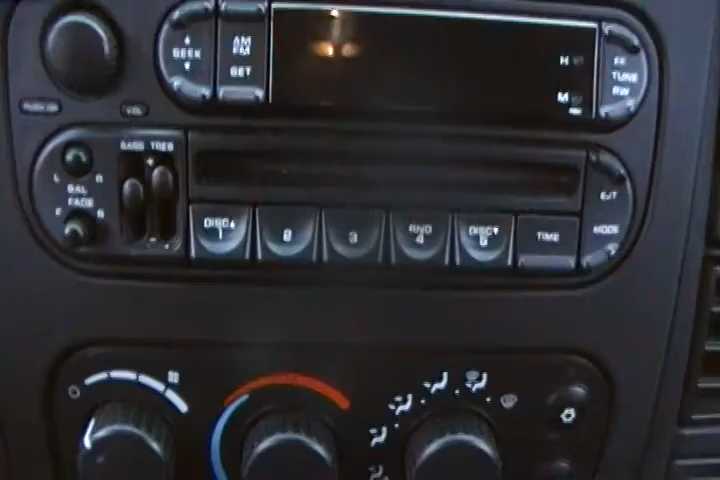 SEEK
AM
FM
SET
H
M
FF
TUNE
RW
PUSH ON
VOL
BASS TREB
L R
BAL
FADE
F R
DISC
1
2
3
RND
4
DISC
5
TIME
EJT
MODE